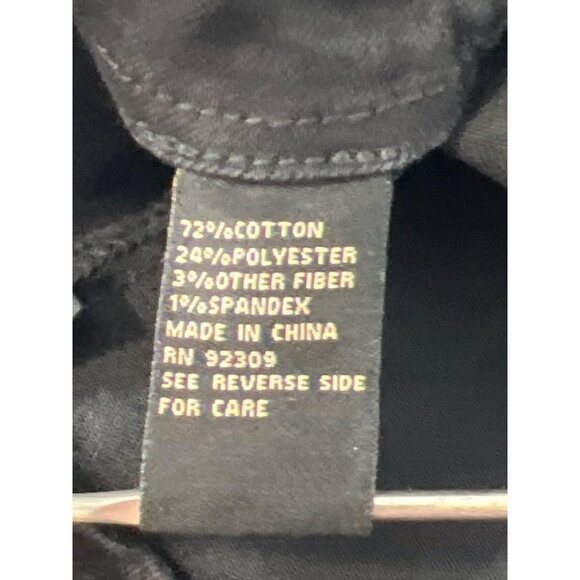 72%COTTON
24%POLYESTER
3%OTHER FIBER
1%SPANDEX
MADE IN CHINA
RN 92309
SEE REVERSE SIDE
FOR CARE